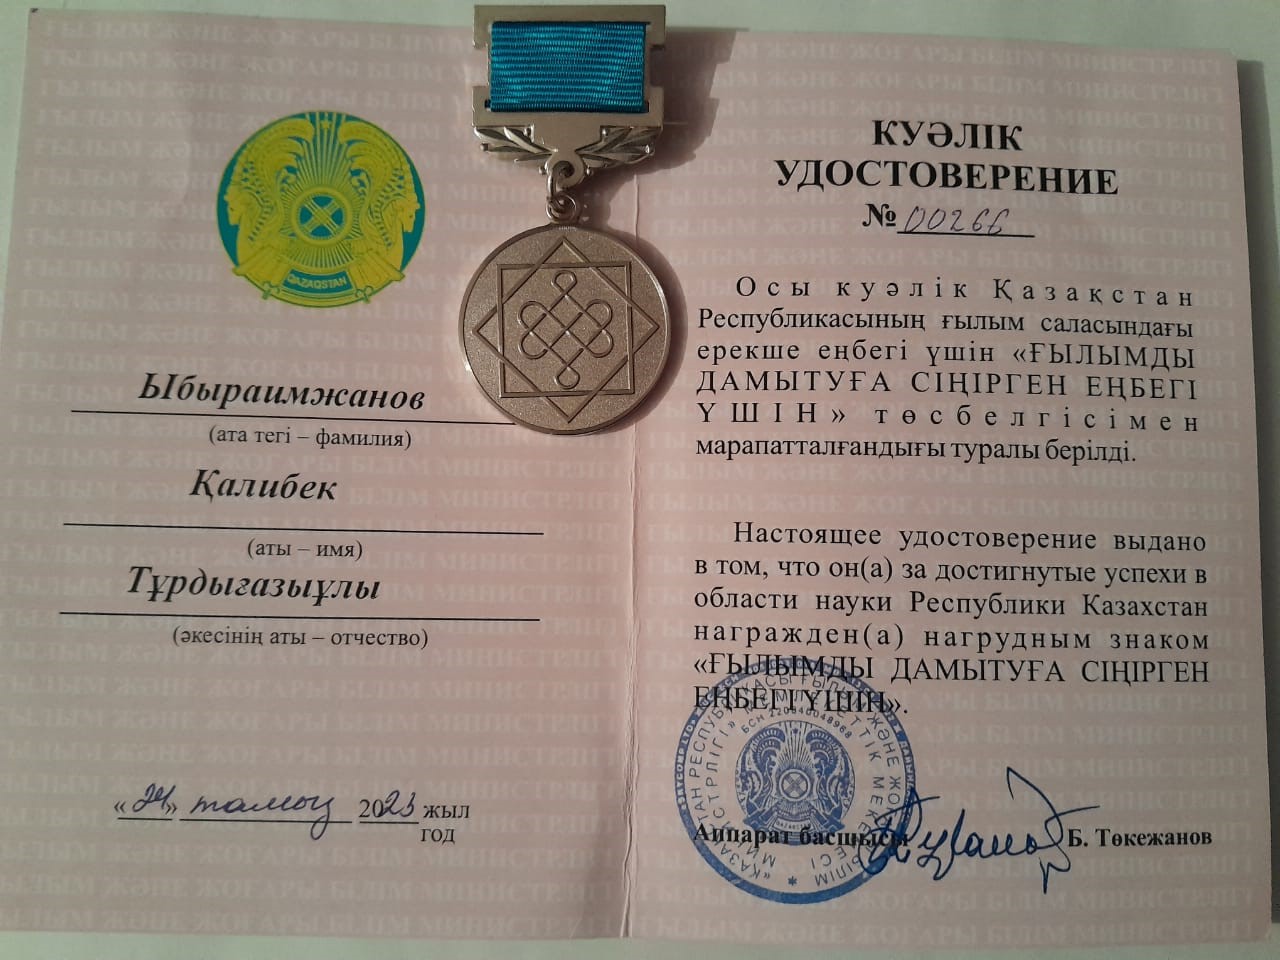 QAZAQSTAN
Ыбыраимжанов
(ата тегі – фамилия)
Қалибек
(аты – имя)
Тұрдығазыұлы
(әкесінің аты – отчество)
«24» тамыз 2023 жыл
год
КУӘЛІК
УДОСТОВЕРЕНИЕ
№ 00266
Осы куәлік Қазақстан
Республикасының ғылым саласындағы
ерекше еңбегі үшін «ҒЫЛЫМДЫ
ДАМЫТУҒА СІҢІРГЕН ЕҢБЕГІ
ҮШІН» төсбелгісімен
марапатталғандығы туралы берілді.
Настоящее удостоверение выдано
в том, что он(а) за достигнутые успехи в
области науки Республики Казахстан
награжден(а) нагрудным знаком
«ҒЫЛЫМДЫ ДАМЫТУҒА СІҢІРГЕН
ЕҢБЕГІ ҮШІН».
Аппарат басшысы Б. Төкежанов